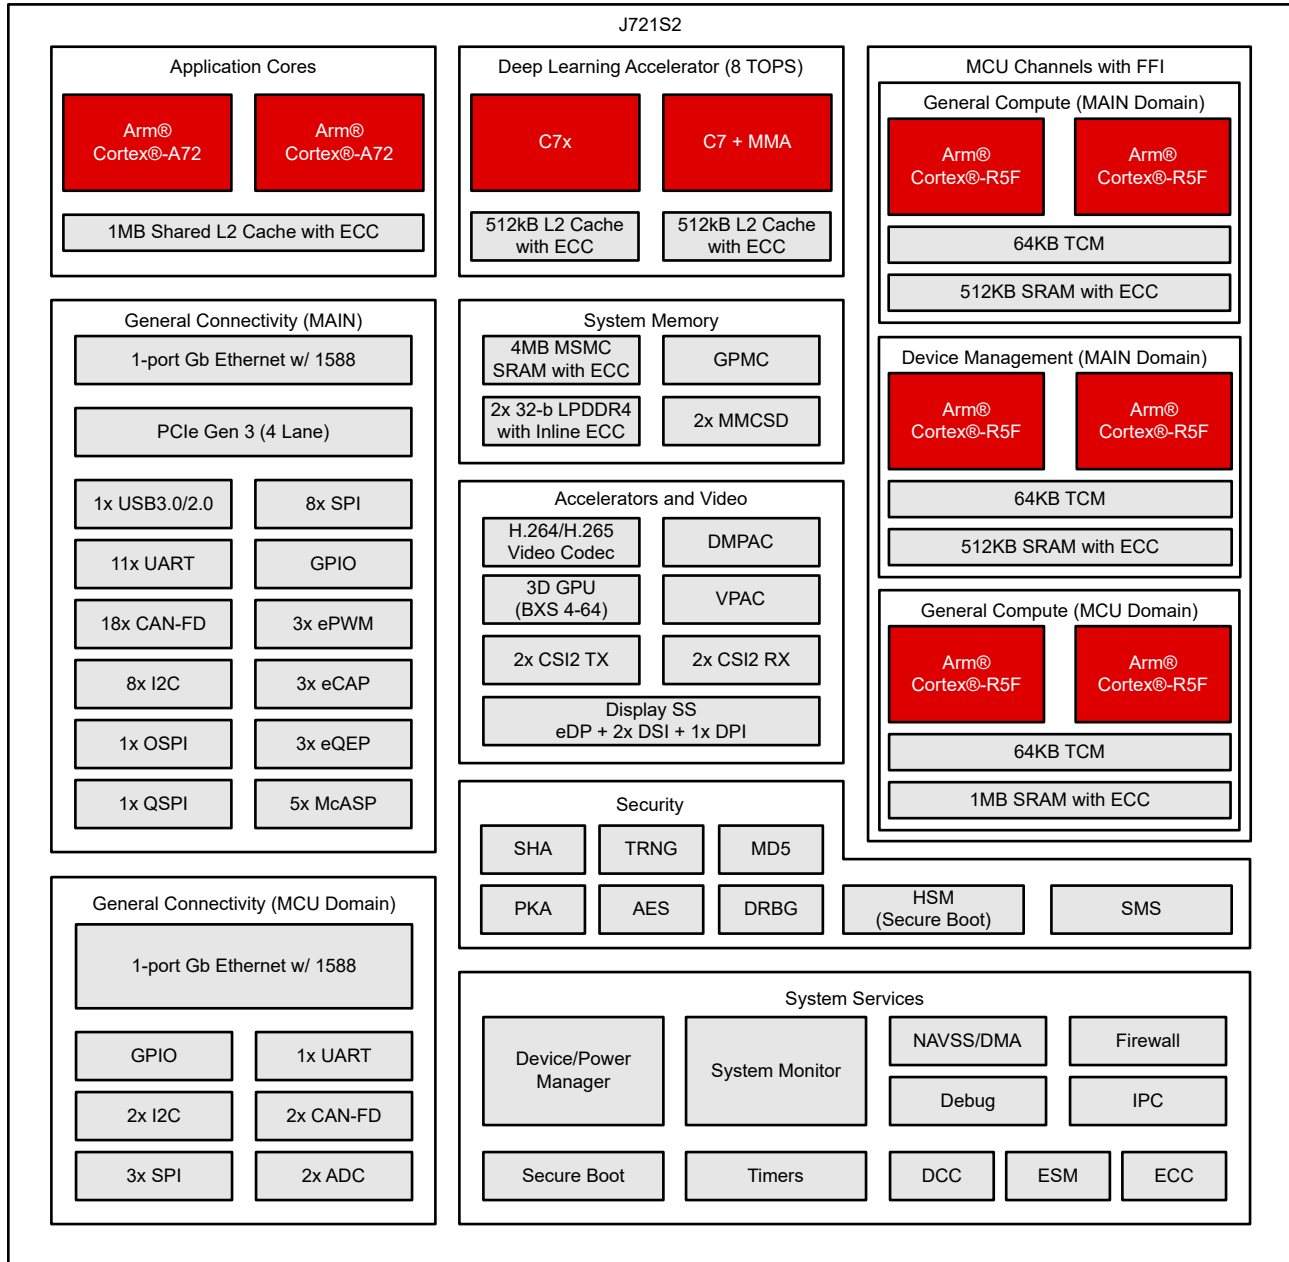 J721S2
Application Cores
Arm®
Cortex®-A72
Arm®
Cortex®-A72
1MB Shared L2 Cache with ECC
Deep Learning Accelerator (8 TOPS)
C7x
C7 + MMA
512kB L2 Cache
with ECC
512kB L2 Cache
with ECC
MCU Channels with FFI
General Compute (MAIN Domain)
Arm®
Cortex®-R5F
Arm®
Cortex®-R5F
64KB TCM
512KB SRAM with ECC
Device Management (MAIN Domain)
Arm®
Cortex®-R5F
Arm®
Cortex®-R5F
64KB TCM
512KB SRAM with ECC
General Compute (MCU Domain)
Arm®
Cortex®-R5F
Arm®
Cortex®-R5F
64KB TCM
1MB SRAM with ECC
General Connectivity (MAIN)
1-port Gb Ethernet w/ 1588
PCIe Gen 3 (4 Lane)
1x USB3.0/2.0
8x SPI
11x UART
GPIO
18x CAN-FD
3x ePWM
8x I2C
3x eCAP
1x OSPI
3x eQEP
1x QSPI
5x McASP
System Memory
4MB MSMC
SRAM with ECC
GPMC
2x 32-b LPDDR4
with Inline ECC
2x MMCSD
Accelerators and Video
H.264/H.265
Video Codec
DMPAC
3D GPU
(BXS 4-64)
VPAC
2x CSI2 TX
2x CSI2 RX
Display SS
eDP + 2x DSI + 1x DPI
Security
SHA
TRNG
MD5
PKA
AES
DRBG
HSM
(Secure Boot)
SMS
General Connectivity (MCU Domain)
1-port Gb Ethernet w/ 1588
GPIO
1x UART
2x I2C
2x CAN-FD
3x SPI
2x ADC
System Services
Device/Power
Manager
System Monitor
NAVSS/DMA
Firewall
Debug
IPC
Secure Boot
Timers
DCC
ESM
ECC